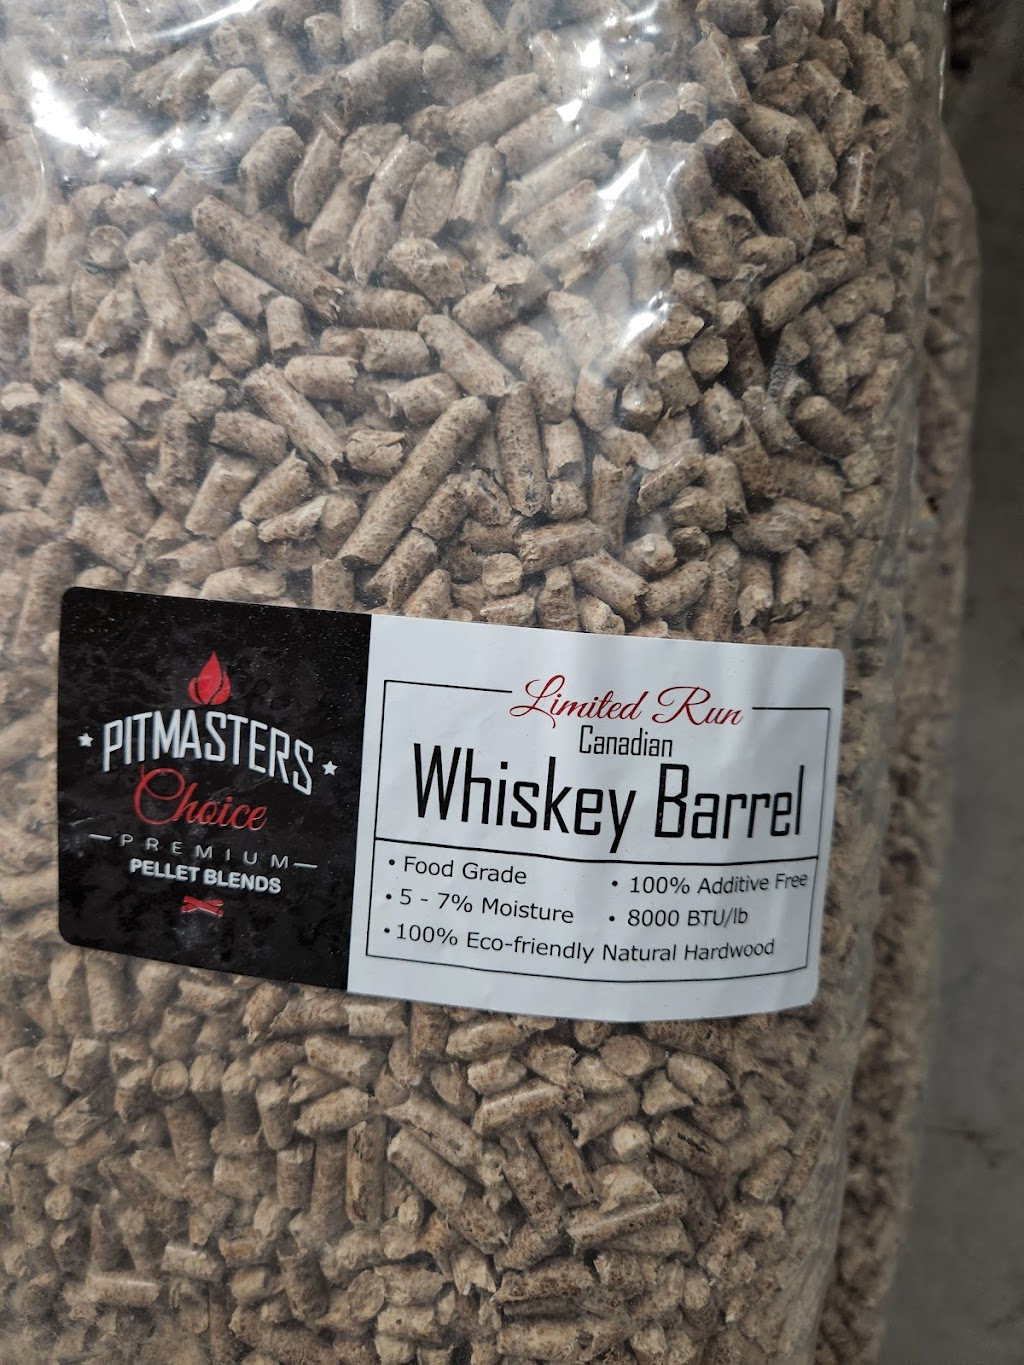 PITMASTERS
Choice
PREMIUM
PELLET BLENDS
Limited Run
Canadian
Whiskey Barrel
• Food Grade
• 5 - 7% Moisture
• 100% Additive Free
• 8000 BTU/lb
• 100% Eco-friendly Natural Hardwood